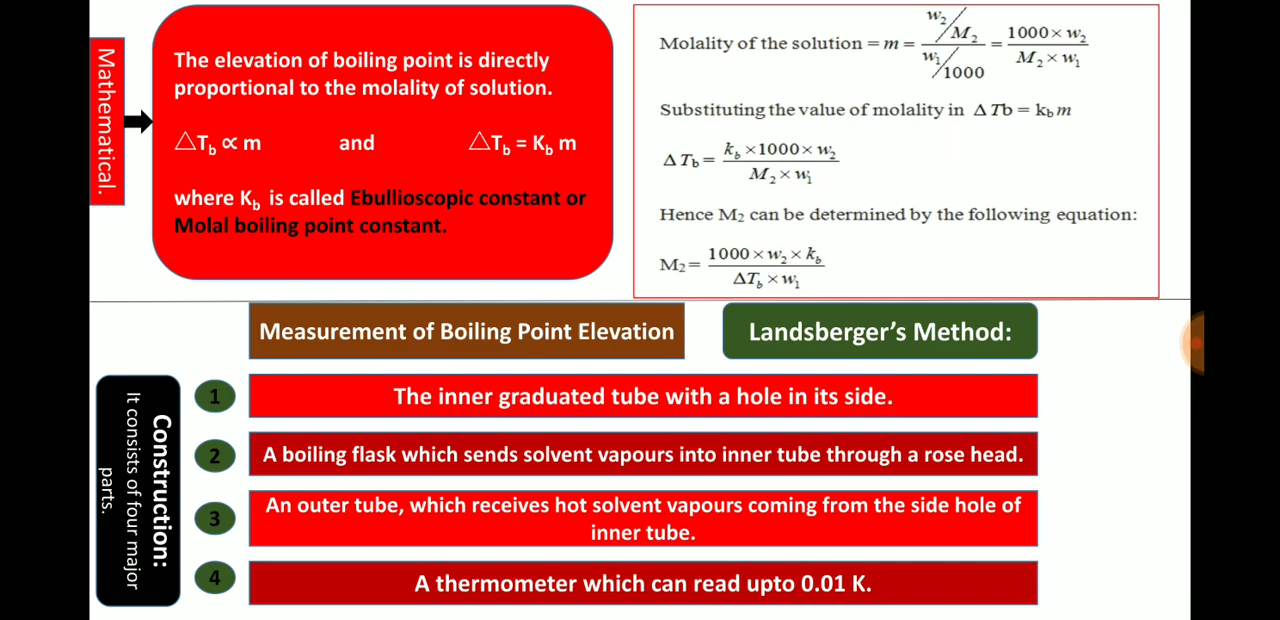 Mathematical.
The elevation of boiling point is directly
proportional to the molality of solution.
△T_b ∝ m and △T_b = K_b m
where K_b is called Ebullioscopic constant or
Molal boiling point constant.
Molality of the solution = m = (w₂/M₂)/(w₁/1000) = (1000 × w₂)/(M₂ × w₁)
Substituting the value of molality in Δ Tb = k_b m
Δ T_b = (k_b × 1000 × w₂)/(M₂ × w₁)
Hence M₂ can be determined by the following equation:
M₂ = (1000 × w₂ × k_b)/(ΔT_b × w₁)
Measurement of Boiling Point Elevation
Landsberger’s Method:
Construction:
It consists of four major
parts.
1 The inner graduated tube with a hole in its side.
2 A boiling flask which sends solvent vapours into inner tube through a rose head.
3 An outer tube, which receives hot solvent vapours coming from the side hole of
inner tube.
4 A thermometer which can read upto 0.01 K.